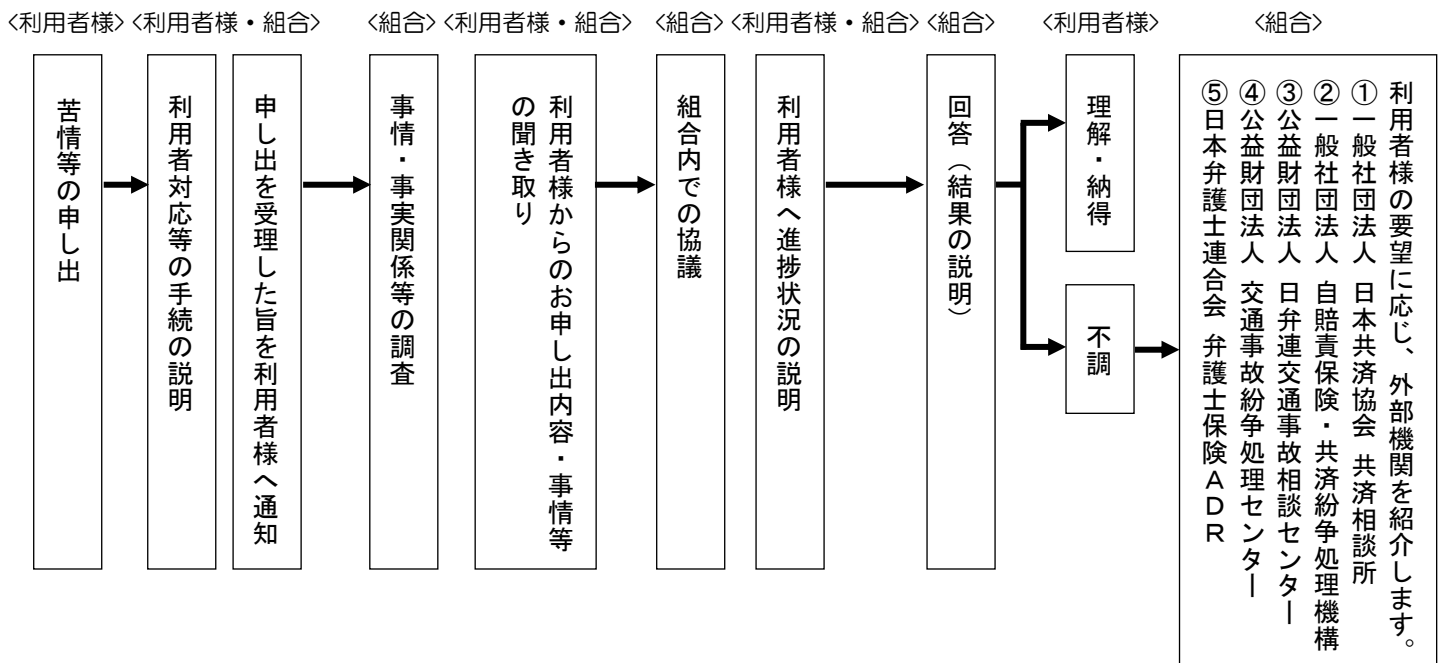 〈利用者様〉
〈利用者様・組合〉
〈組合〉
〈利用者様・組合〉
〈組合〉
〈利用者様・組合〉
〈組合〉
〈利用者様〉
〈組合〉
苦情等の申し出
利用者対応等の手続の説明
申し出を受理した旨を利用者様へ通知
事情・事実関係等の調査
利用者様からのお申し出内容・事情等
の聞き取り
組合内での協議
利用者様へ進捗状況の説明
回答（結果の説明）
理解・納得
不調
利用者様の要望に応じ、外部機関を紹介します。
①一般社団法人 日本共済協会 共済相談所
②一般社団法人 自賠責保険・共済紛争処理機構
③公益財団法人 日弁連交通事故相談センター
④公益財団法人 交通事故紛争処理センター
⑤日本弁護士連合会 弁護士保険ADR